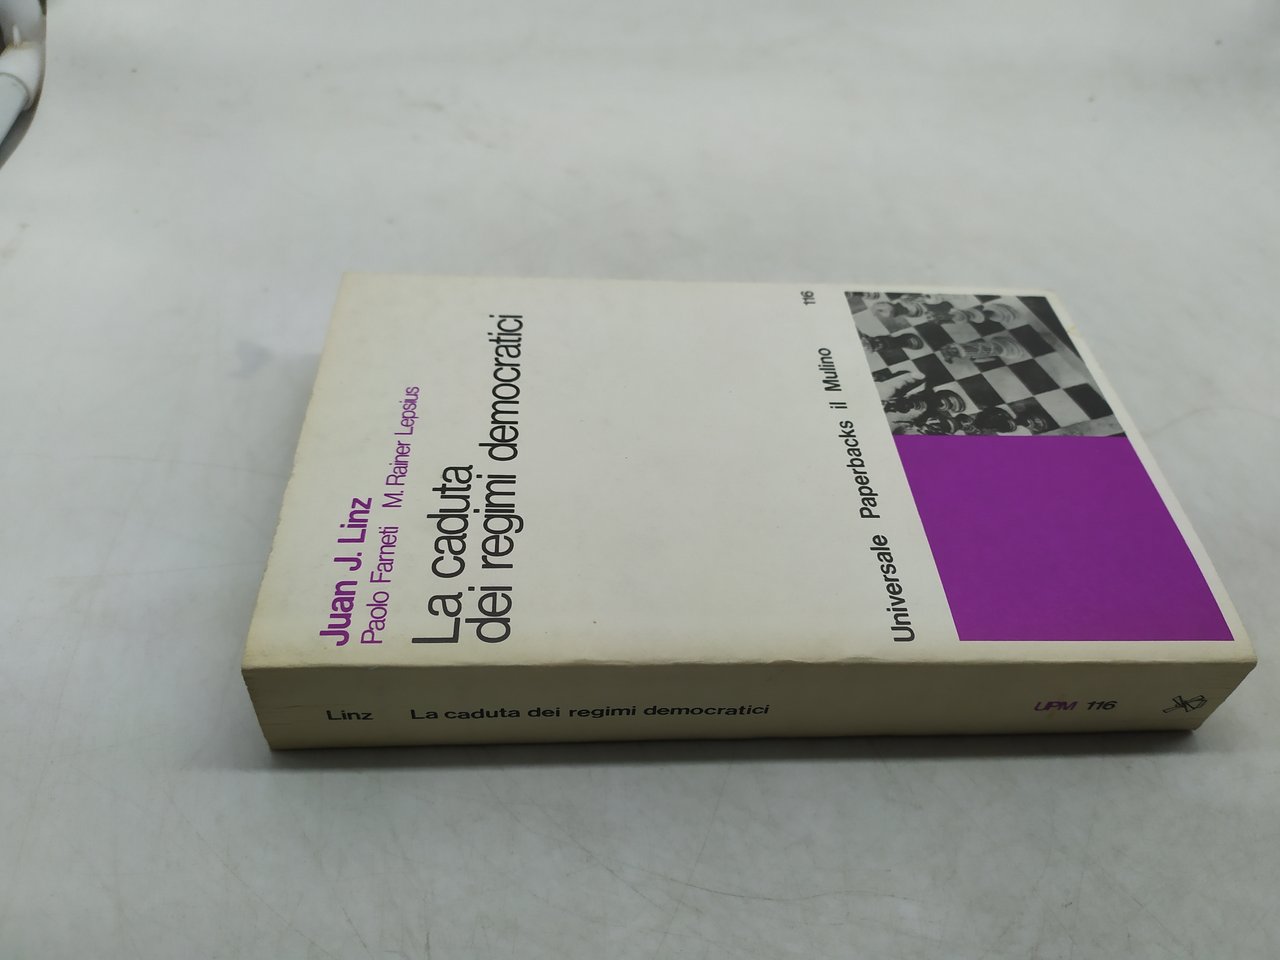 Juan J. Linz
Paolo Farneti M. Rainer Lepsius
La caduta
dei regimi democratici
Universale Paperbacks il Mulino 116
Linz La caduta dei regimi democratici UPM 116